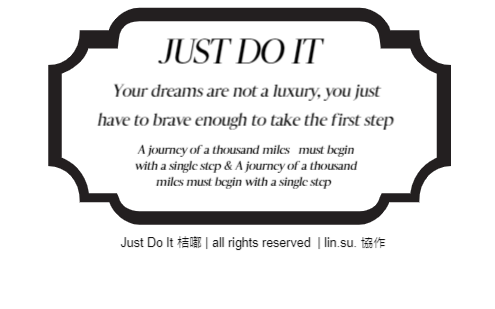 JUST DO IT
Your dreams are not a luxury, you just
have to brave enough to take the first step
A journey of a thousand miles must begin
with a single step & A journey of a thousand
miles must begin with a single step
Just Do It 桔嘟 | all rights reserved | lin.su. 協作